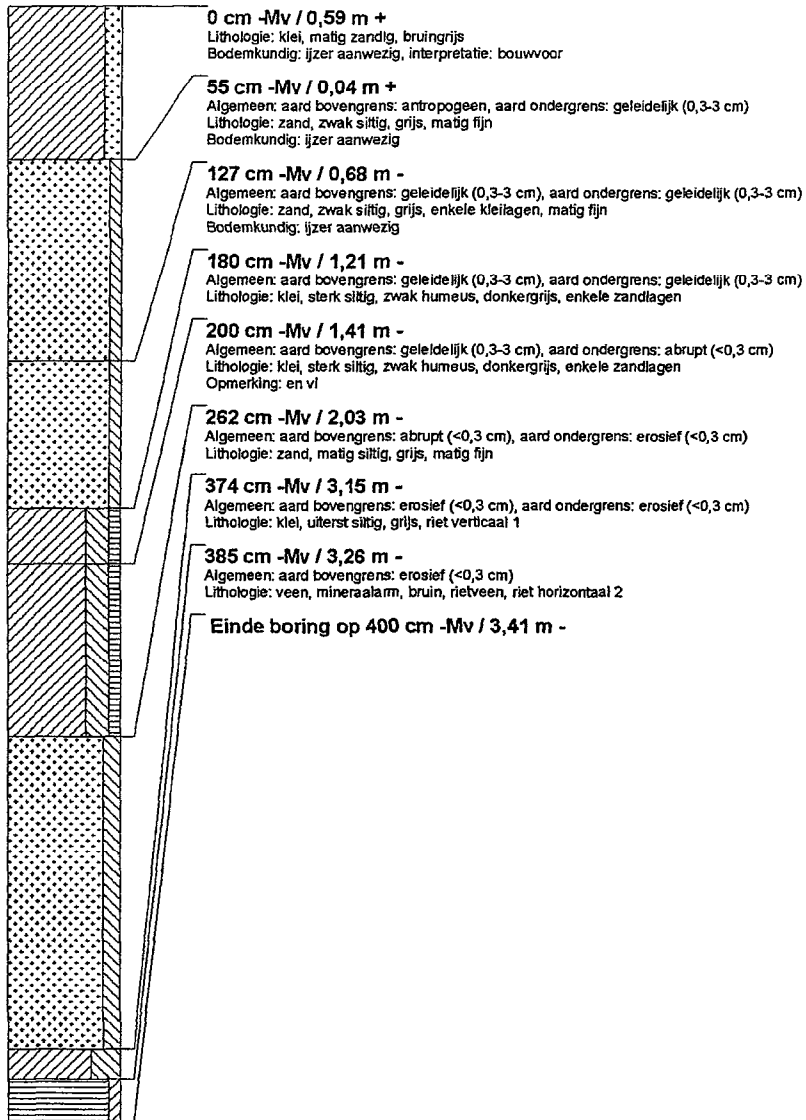 0 cm -Mv / 0,59 m +
Lithologie: klei, matig zandig, bruingrijs
Bodemkundig: ijzer aanwezig, interpretatie: bouwvoor
55 cm -Mv / 0,04 m +
Algemeen: aard bovengrens: antropogeen, aard ondergrens: geleidelijk (0,3-3 cm)
Lithologie: zand, zwak siltig, grijs, matig fijn
Bodemkundig: ijzer aanwezig
127 cm -Mv / 0,68 m -
Algemeen: aard bovengrens: geleidelijk (0,3-3 cm), aard ondergrens: geleidelijk (0,3-3 cm)
Lithologie: zand, zwak siltig, grijs, enkele kleilagen, matig fijn
Bodemkundig: ijzer aanwezig
180 cm -Mv / 1,21 m -
Algemeen: aard bovengrens: geleidelijk (0,3-3 cm), aard ondergrens: geleidelijk (0,3-3 cm)
Lithologie: klei, sterk siltig, zwak humeus, donkergrijs, enkele zandlagen
200 cm -Mv / 1,41 m -
Algemeen: aard bovengrens: geleidelijk (0,3-3 cm), aard ondergrens: abrupt (<0,3 cm)
Lithologie: klei, sterk siltig, zwak humeus, donkergrijs, enkele zandlagen
Opmerking: en vl
262 cm -Mv / 2,03 m -
Algemeen: aard bovengrens: abrupt (<0,3 cm), aard ondergrens: erosief (<0,3 cm)
Lithologie: zand, matig siltig, grijs, matig fijn
374 cm -Mv / 3,15 m -
Algemeen: aard bovengrens: erosief (<0,3 cm), aard ondergrens: erosief (<0,3 cm)
Lithologie: klei, uiterst siltig, grijs, riet verticaal 1
385 cm -Mv / 3,26 m -
Algemeen: aard bovengrens: erosief (<0,3 cm)
Lithologie: veen, mineraalarm, bruin, rietveen, riet horizontaal 2
Einde boring op 400 cm -Mv / 3,41 m -